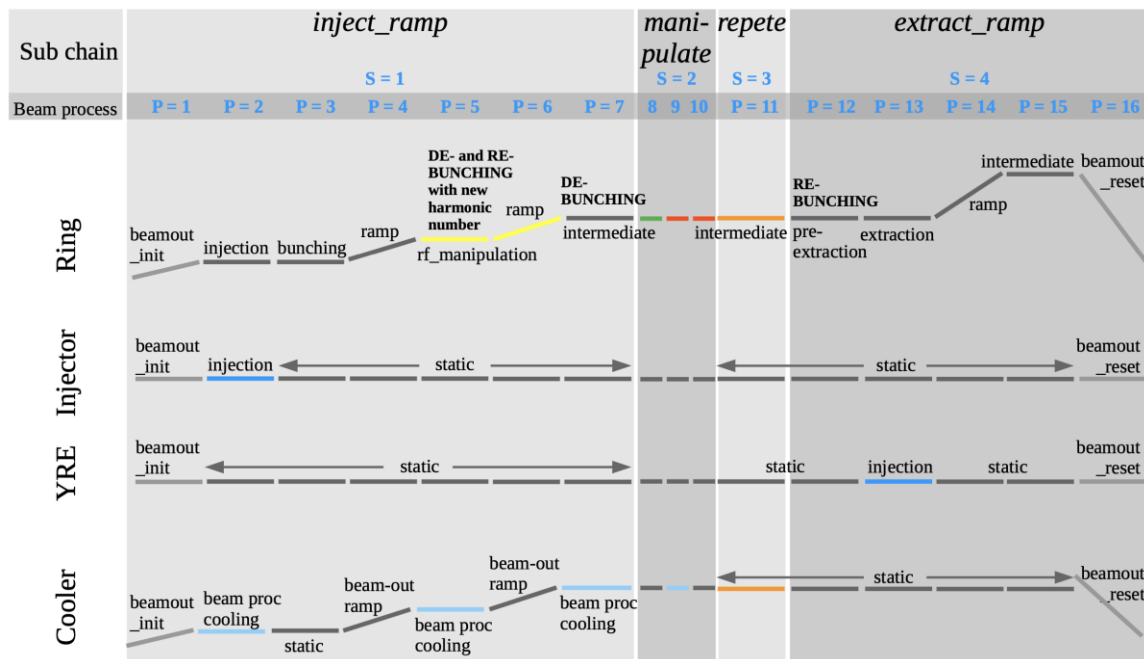 Sub chain
inject_ramp
mani-
pulate
repete
extract_ramp
S = 1
S = 2
S = 3
S = 4
Beam process
P = 1
P = 2
P = 3
P = 4
P = 5
P = 6
P = 7
8
9
10
P = 11
P = 12
P = 13
P = 14
P = 15
P = 16
Ring
beamout
_init
injection
bunching
ramp
DE- and RE-
BUNCHING
with new
harmonic
number
rf_manipulation
ramp
DE-
BUNCHING
intermediate
intermediate
RE-
BUNCHING
pre-
extraction
extraction
ramp
intermediate
beamout
_reset
Injector
beamout
_init
injection
static
static
beamout
_reset
YRE
beamout
_init
static
static
injection
static
beamout
_reset
Cooler
beamout
_init
beam proc
cooling
static
beam-out
ramp
beam proc
cooling
beam-out
ramp
beam proc
cooling
static
beamout
_reset